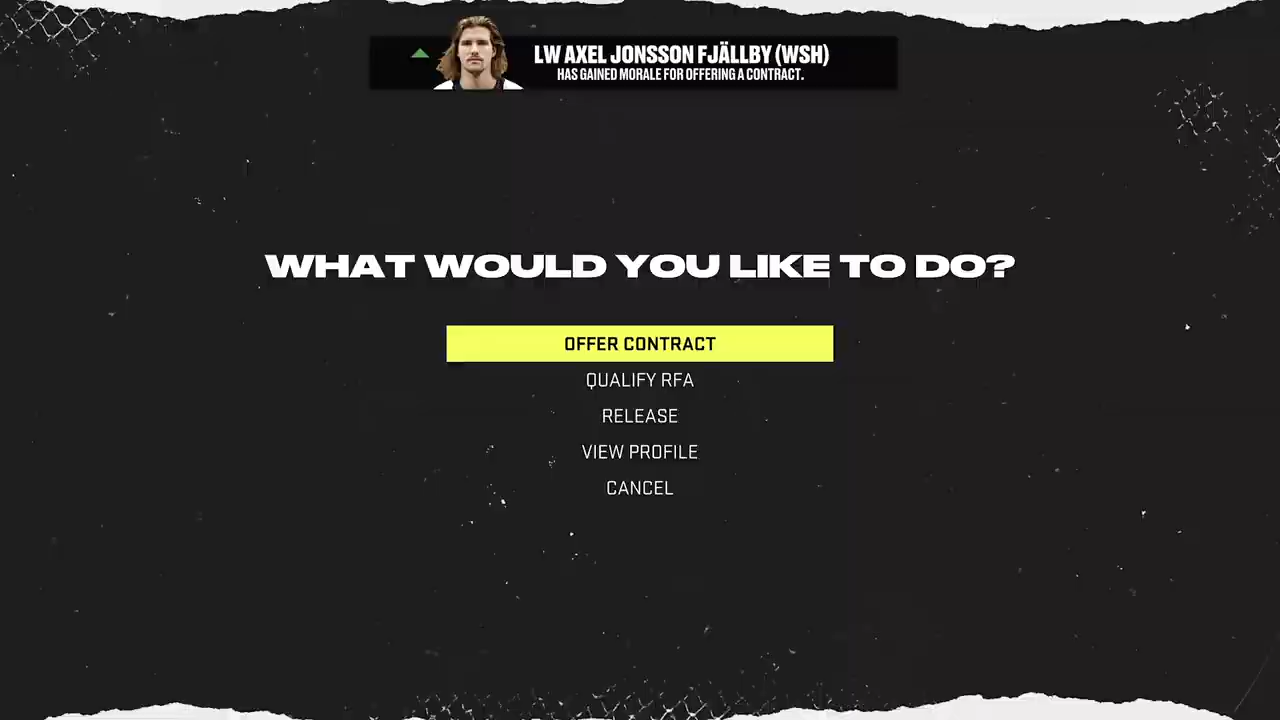 LW AXEL JONSSON FJÄLLBY (WSH)
HAS GAINED MORALE FOR OFFERING A CONTRACT.
WHAT WOULD YOU LIKE TO DO?
OFFER CONTRACT
QUALIFY RFA
RELEASE
VIEW PROFILE
CANCEL